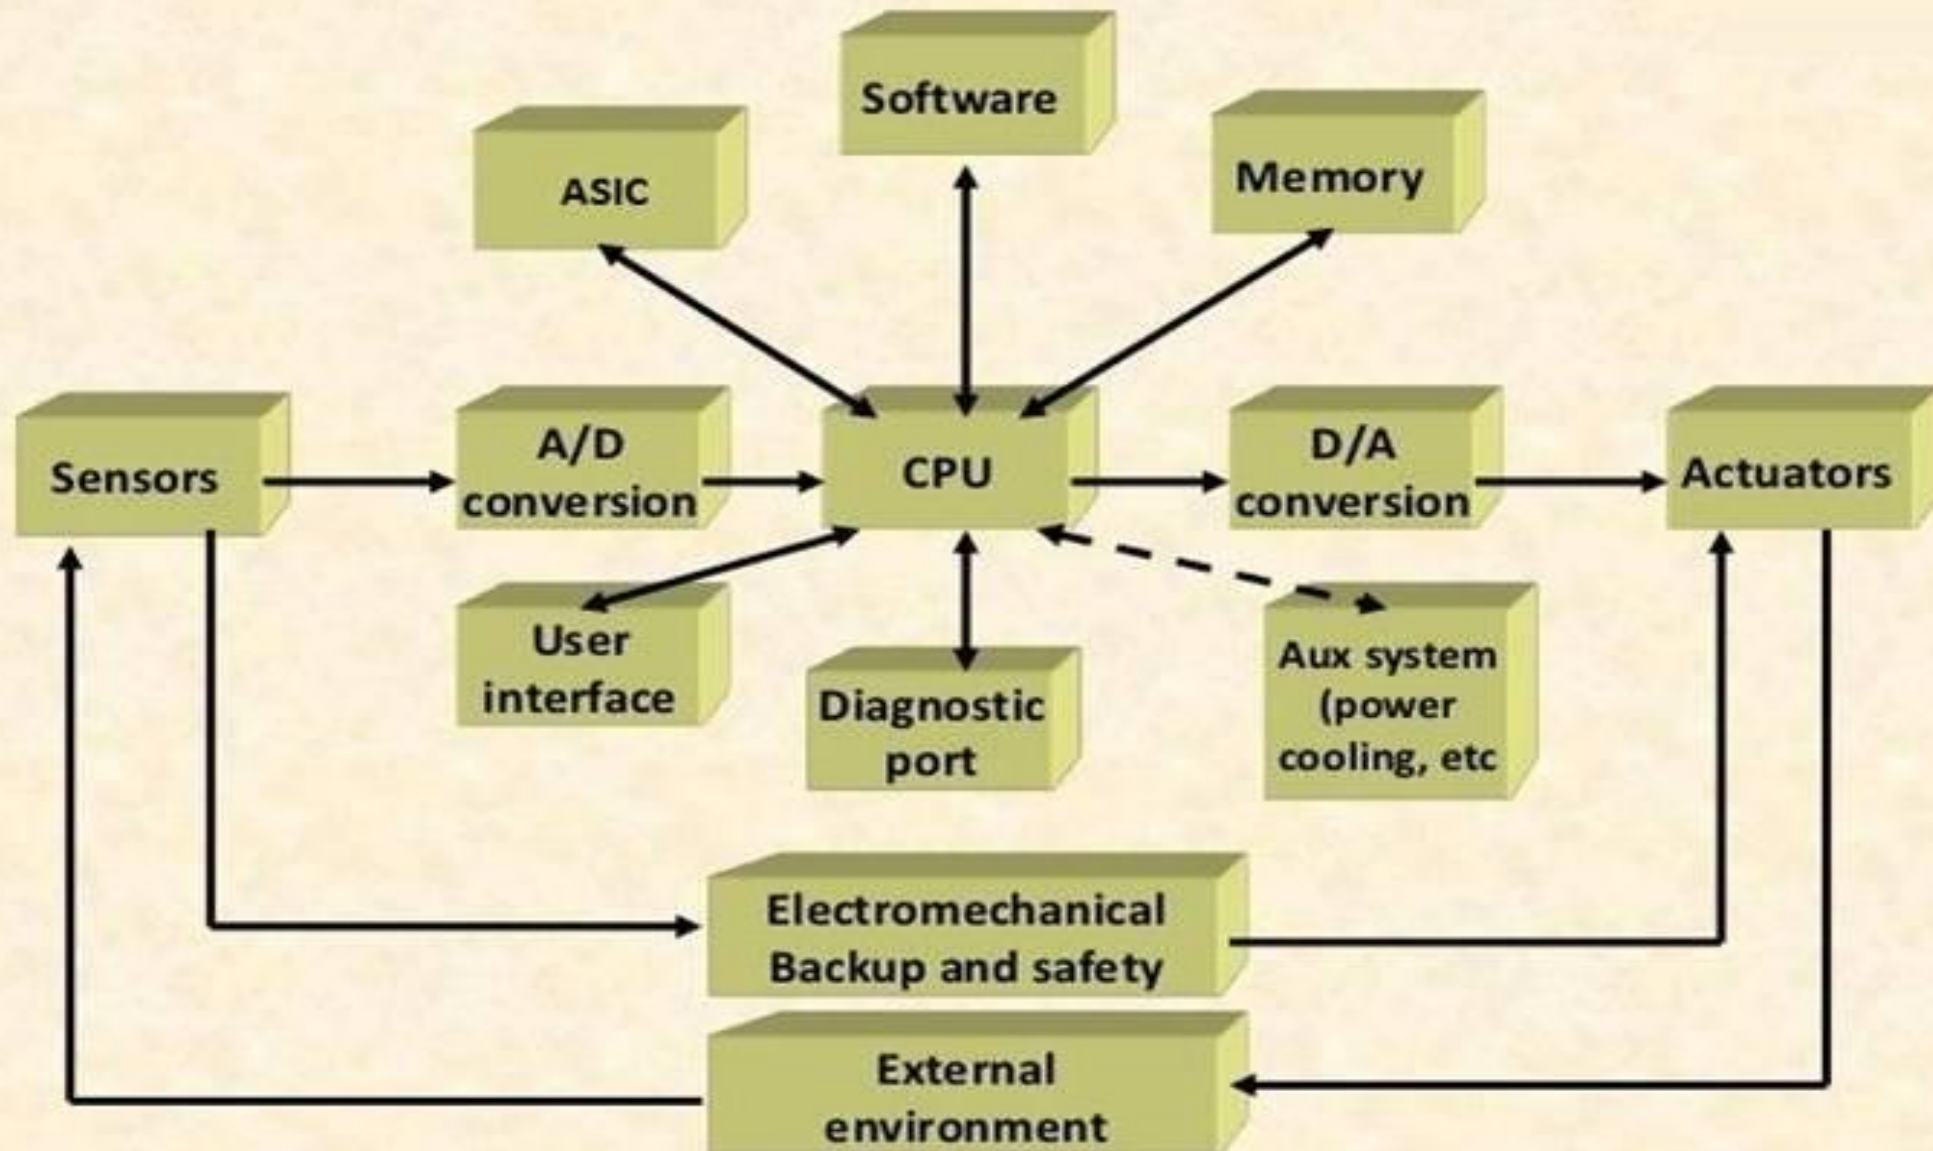 Software
ASIC
Memory
Sensors
A/D
conversion
CPU
D/A
conversion
Actuators
User
interface
Diagnostic
port
Aux system
(power
cooling, etc
Electromechanical
Backup and safety
External
environment